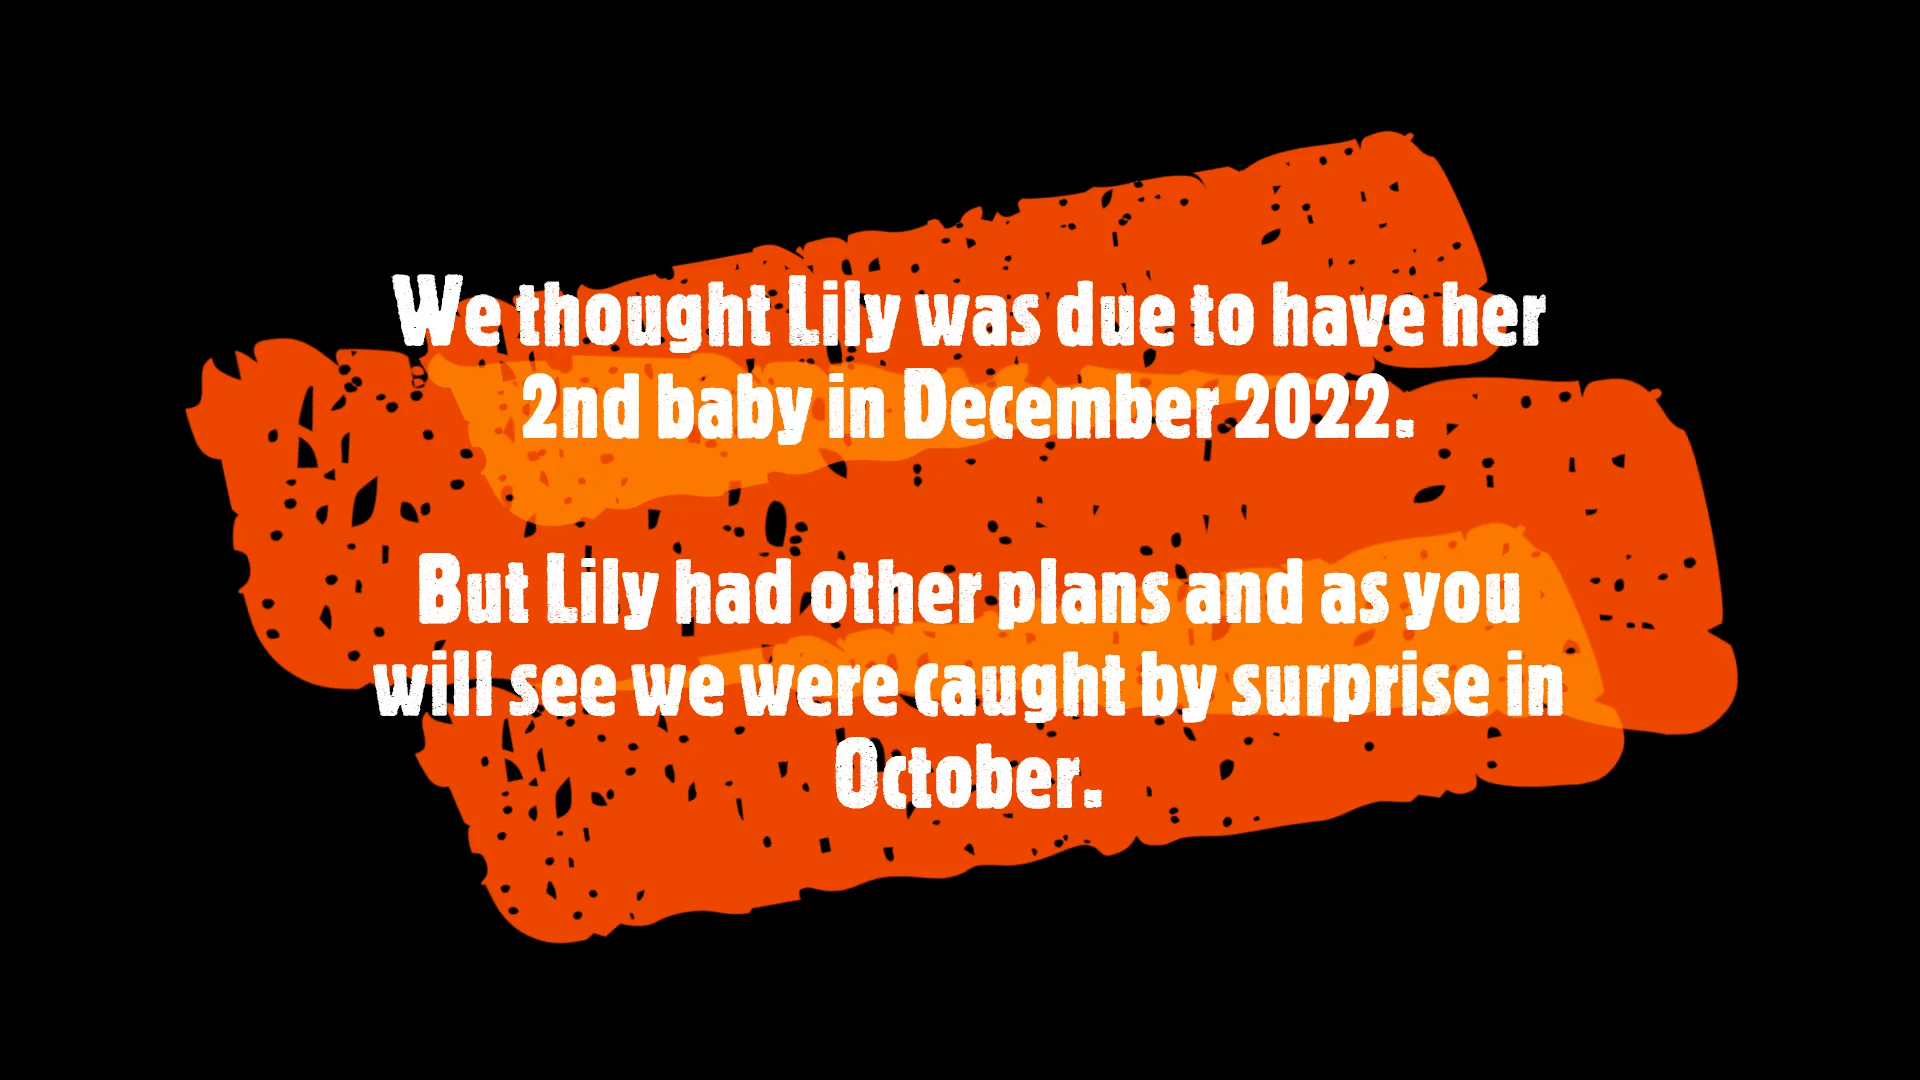 We thought Lily was due to have her
2nd baby in December 2022.
But Lily had other plans and as you
will see we were caught by surprise in
October.